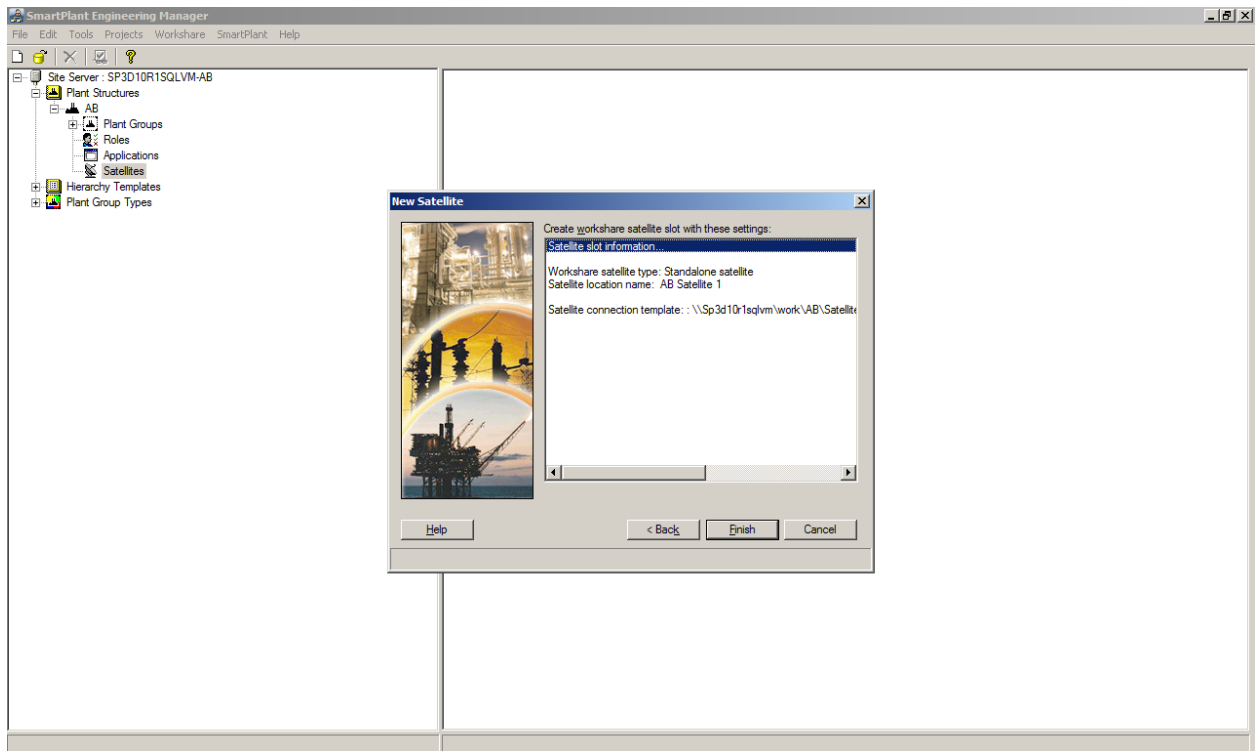 SmartPlant Engineering Manager
File Edit Tools Projects Workshare SmartPlant Help
Site Server : SP3D10R1SQLVM-AB
Plant Structures
AB
Plant Groups
Roles
Applications
Satellites
Hierarchy Templates
Plant Group Types
New Satellite
Create workshare satellite slot with these settings:
Satellite slot information...
Workshare satellite type: Standalone satellite
Satellite location name: AB Satellite 1
Satellite connection template: : \\Sp3d10r1sqlvm\work\AB\Satellite
Help
< Back
Finish
Cancel